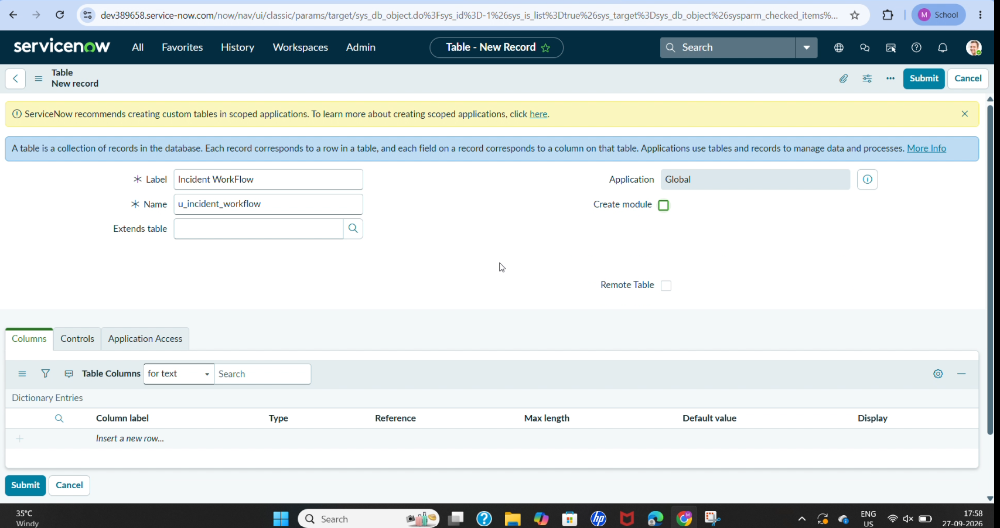 dev389658.service-now.com/now/nav/ui/classic/params/target/sys_db_object.do%3Fsys_id%3D-1%26sys_is_list%3Dtrue%26sys_target%3Dsys_db_object%26sysparm_checked_items%...
M School
servicenow All Favorites History Workspaces Admin Table - New Record Search
Table
New record
Submit Cancel
ServiceNow recommends creating custom tables in scoped applications. To learn more about creating scoped applications, click here.
A table is a collection of records in the database. Each record corresponds to a row in a table, and each field on a record corresponds to a column on that table. Applications use tables and records to manage data and processes. More Info
Label Incident WorkFlow Application Global
Name u_incident_workflow Create module
Extends table
Remote Table
Columns Controls Application Access
Table Columns for text Search
Dictionary Entries
Column label Type Reference Max length Default value Display
Insert a new row...
Submit Cancel
35°C
Windy
Search
hp
ENG
US
17:58
27-09-2026